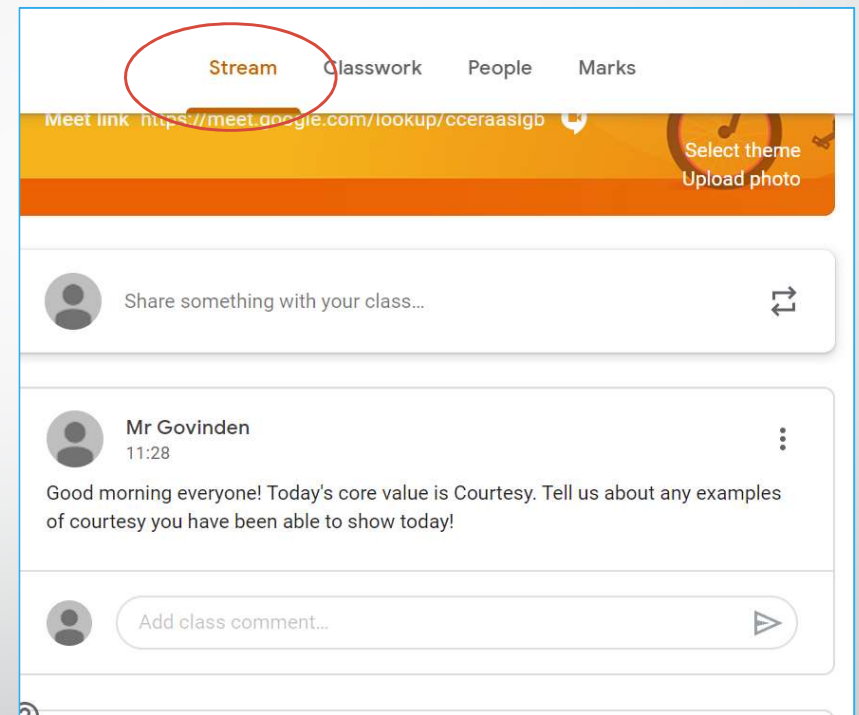 Stream Classwork People Marks
Meet link https://meet.google.com/lookup/cceraaslgb
Select theme
Upload photo
Share something with your class...
Mr Govinden
11:28
Good morning everyone! Today's core value is Courtesy. Tell us about any examples
of courtesy you have been able to show today!
Add class comment...